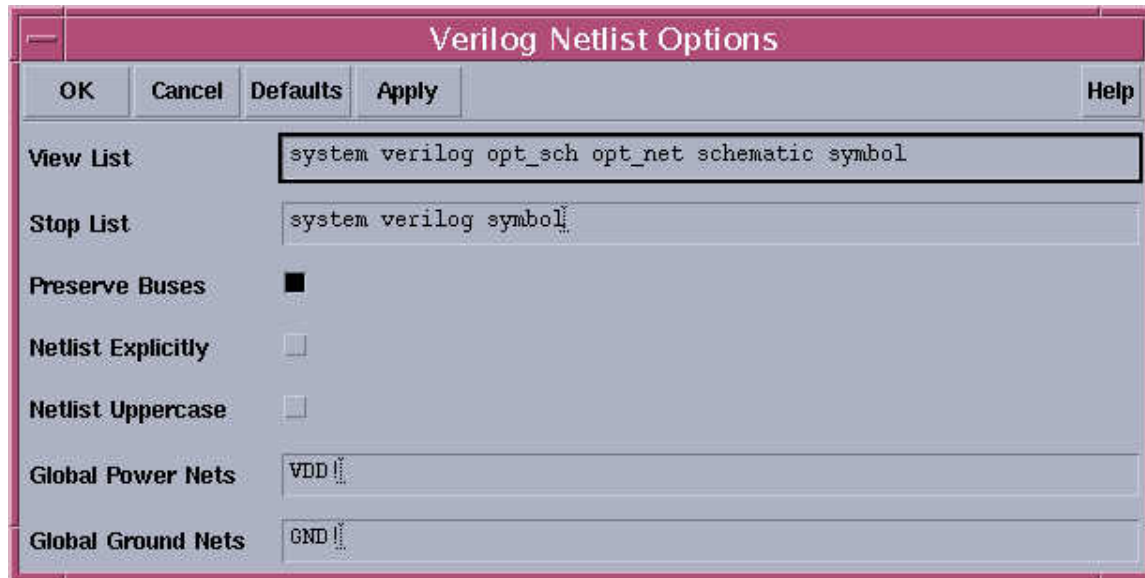 Verilog Netlist Options
OK Cancel Defaults Apply Help
View List system verilog opt_sch opt_net schematic symbol
Stop List system verilog symbol
Preserve Buses
Netlist Explicitly
Netlist Uppercase
Global Power Nets VDD!
Global Ground Nets GND!